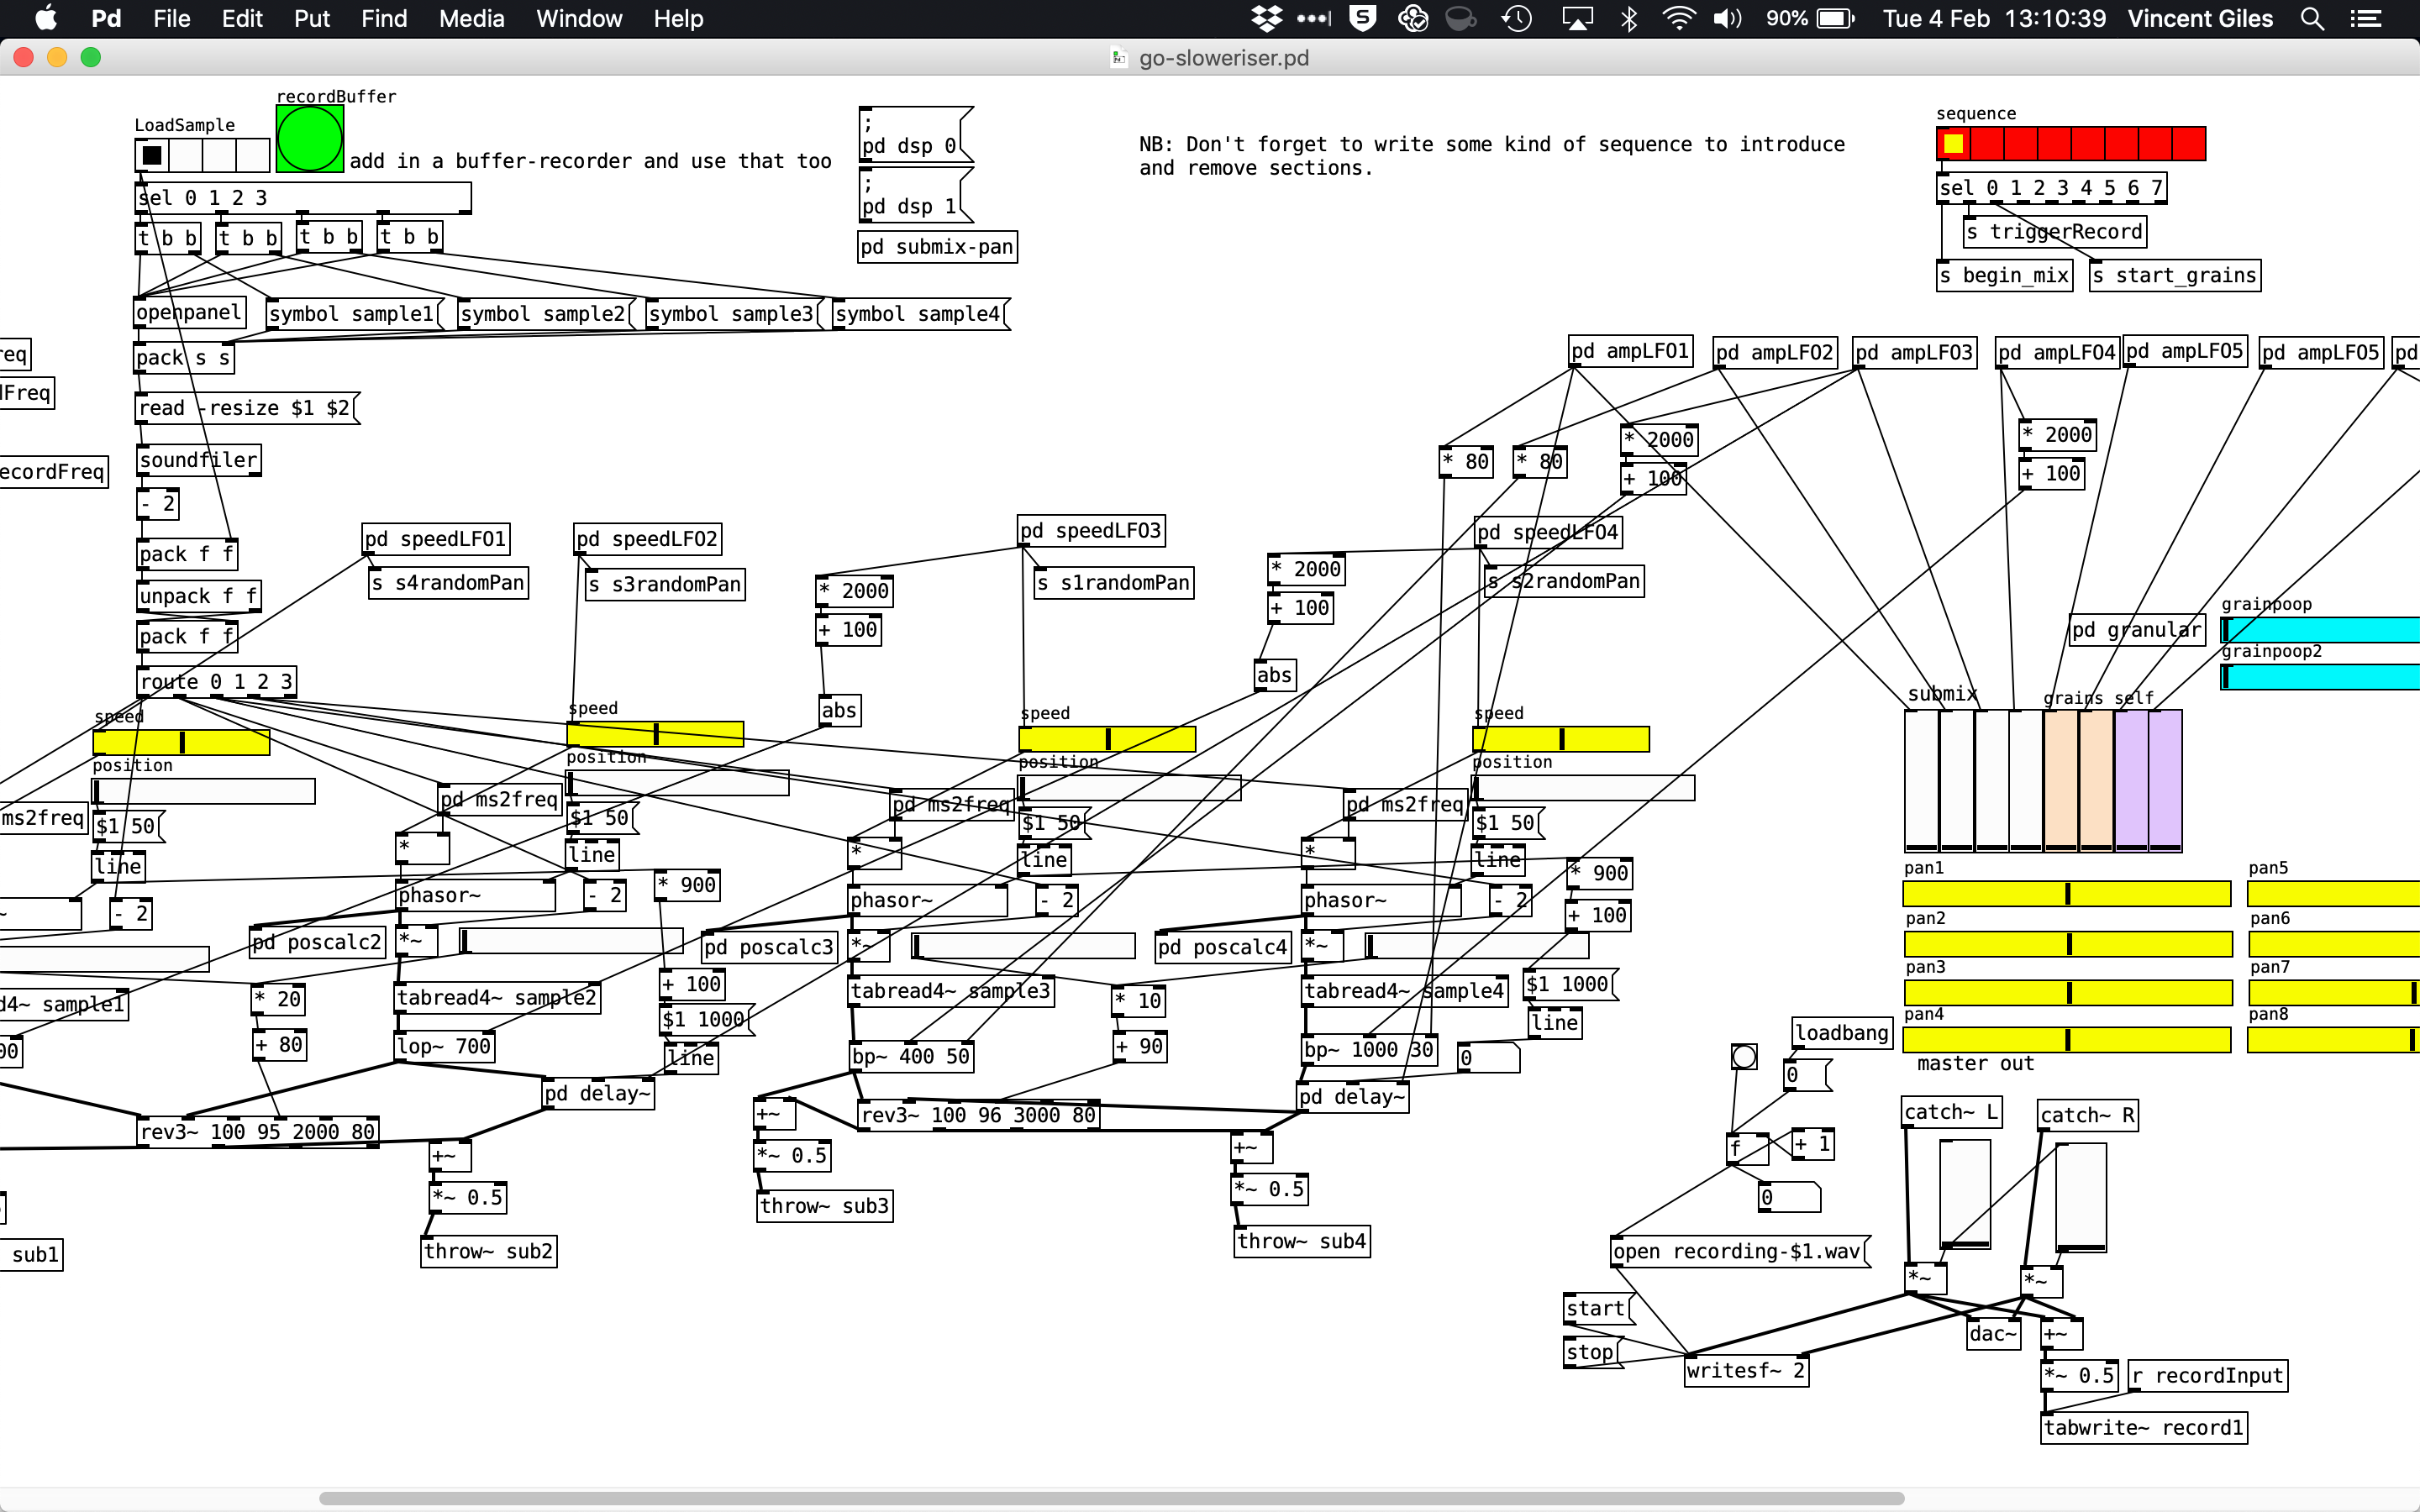 Pd File Edit Put Find Media Window Help
90% Tue 4 Feb 13:10:39 Vincent Giles
go-sloweriser.pd
recordBuffer
LoadSample
add in a buffer-recorder and use that too
;
pd dsp 0
;
pd dsp 1
pd submix-pan
NB: Don't forget to write some kind of sequence to introduce
and remove sections.
sequence
sel 0 1 2 3 4 5 6 7
s triggerRecord
s begin_mix
s start_grains
sel 0 1 2 3
t b b
t b b
t b b
t b b
openpanel
symbol sample1
symbol sample2
symbol sample3
symbol sample4
pack s s
read -resize $1 $2
soundfiler
- 2
pack f f
unpack f f
pack f f
route 0 1 2 3
req
Freq
ecordFreq
pd ampLFO1
pd ampLFO2
pd ampLFO3
pd ampLFO4
pd ampLFO5
pd ampLFO5
pd
* 80
* 80
* 2000
+ 100
* 2000
+ 100
pd speedLFO1
s s4randomPan
pd speedLFO2
s s3randomPan
* 2000
+ 100
abs
pd speedLFO3
s s1randomPan
* 2000
+ 100
abs
pd speedLFO4
s s2randomPan
pd granular
grainpoop
grainpoop2
submix
grains self
speed
position
ms2freq
$1 50
line
- 2
speed
position
pd ms2freq
$1 50
line
*
phasor~
- 2
* 900
pd poscalc2
*~
tabread4~ sample2
lop~ 700
+ 100
$1 1000
line
pd delay~
~
d4~ sample1
00
* 20
+ 80
rev3~ 100 95 2000 80
+~
*~ 0.5
throw~ sub2
sub1
speed
position
pd ms2freq
$1 50
line
*
phasor~
- 2
pd poscalc3
*~
tabread4~ sample3
bp~ 400 50
* 10
+ 90
+~
*~ 0.5
throw~ sub3
rev3~ 100 96 3000 80
speed
position
pd ms2freq
$1 50
line
*
phasor~
- 2
* 900
+ 100
pd poscalc4
*~
tabread4~ sample4
$1 1000
line
bp~ 1000 30
0
pd delay~
+~
*~ 0.5
throw~ sub4
pan1
pan5
pan2
pan6
pan3
pan7
pan4
pan8
master out
loadbang
0
f
+ 1
0
open recording-$1.wav
start
stop
writesf~ 2
catch~ L
catch~ R
*~
*~
dac~
+~
*~ 0.5
r recordInput
tabwrite~ record1